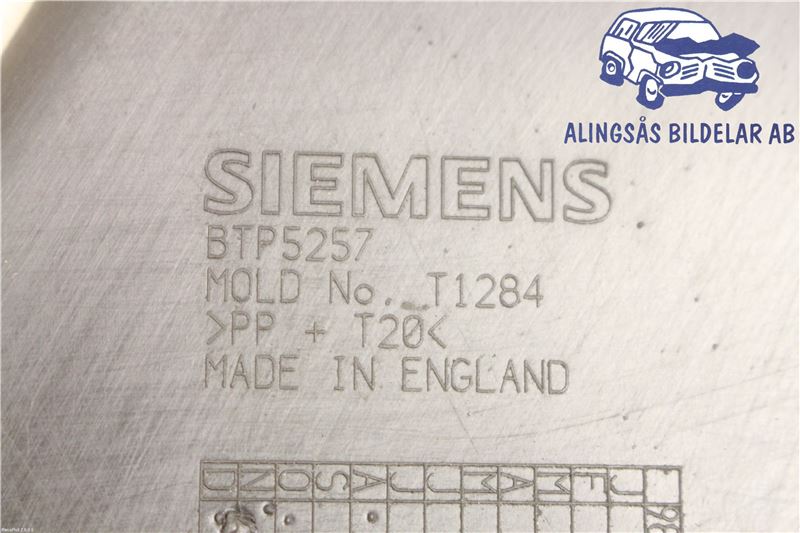 ALINGSÅS BILDELAR AB
SIEMENS
BTP5257
MOLD No. T1284
>PP + T20<
MADE IN ENGLAND
D N O S A J J M A M F J